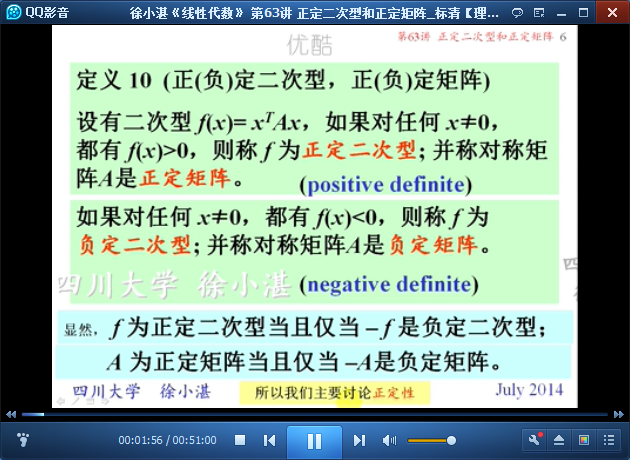 QQ影音
徐小湛《线性代数》 第63讲 正定二次型和正定矩阵_标清【理...
优酷
第63讲 正定二次型和正定矩阵 6
定义 10 (正(负)定二次型，正(负)定矩阵)
设有二次型 f(x)= xᵀAx，如果对任何 x≠0，
都有 f(x)>0，则称 f 为正定二次型; 并称对称矩
阵A是正定矩阵。
(positive definite)
如果对任何 x≠0，都有 f(x)<0，则称 f 为
负定二次型; 并称对称矩阵A是负定矩阵。
四川大学 徐小湛
(negative definite)
四
显然，f 为正定二次型当且仅当 – f 是负定二次型；
A 为正定矩阵当且仅当 –A是负定矩阵。
四川大学 徐小湛
所以我们主要讨论正定性
July 2014
00:01:56 / 00:51:00